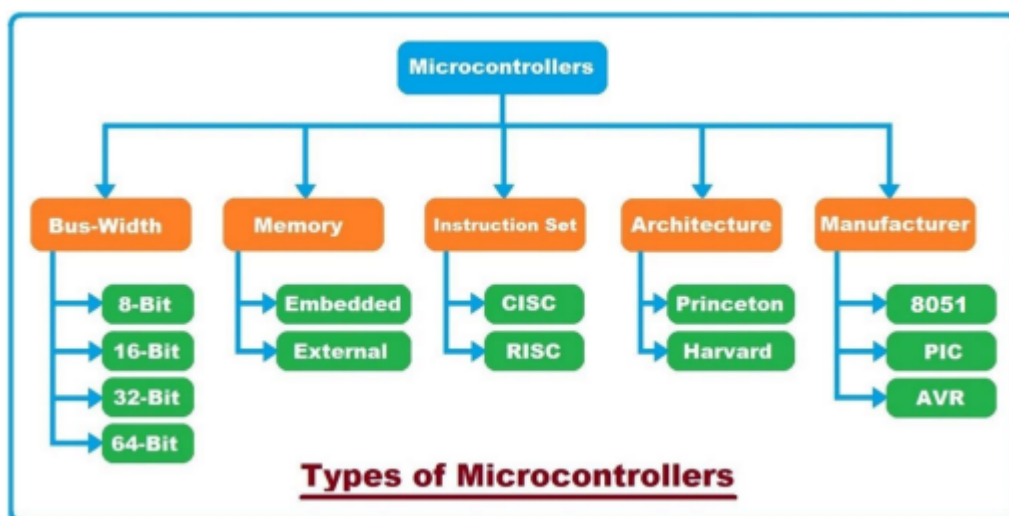 Microcontrollers
Bus-Width
Memory
Instruction Set
Architecture
Manufacturer
8-Bit
Embedded
CISC
Princeton
8051
16-Bit
External
RISC
Harvard
PIC
32-Bit
AVR
64-Bit
Types of Microcontrollers